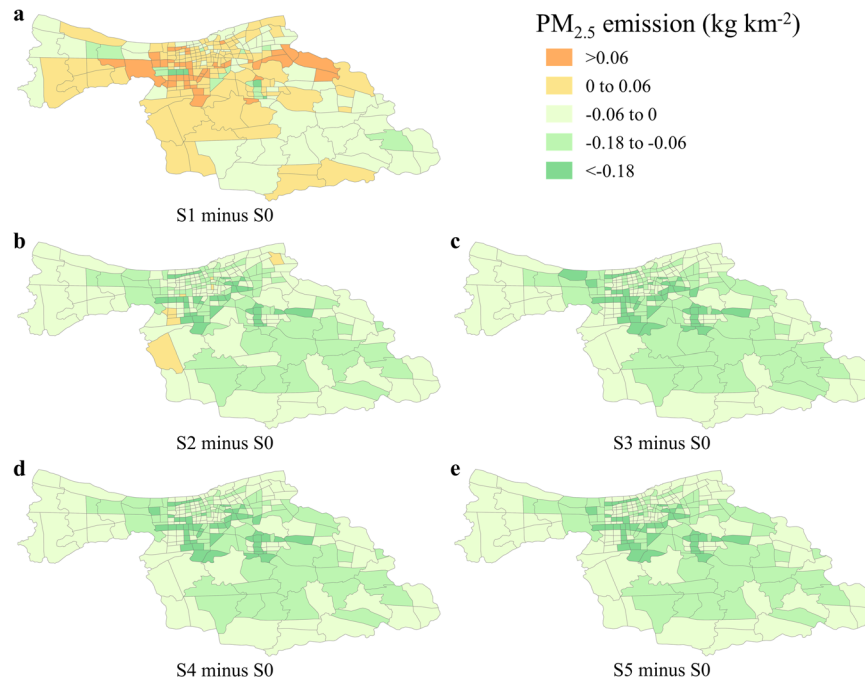 a
PM2.5 emission (kg km-2)
>0.06
0 to 0.06
-0.06 to 0
-0.18 to -0.06
<-0.18
S1 minus S0
b
c
S2 minus S0
S3 minus S0
d
e
S4 minus S0
S5 minus S0